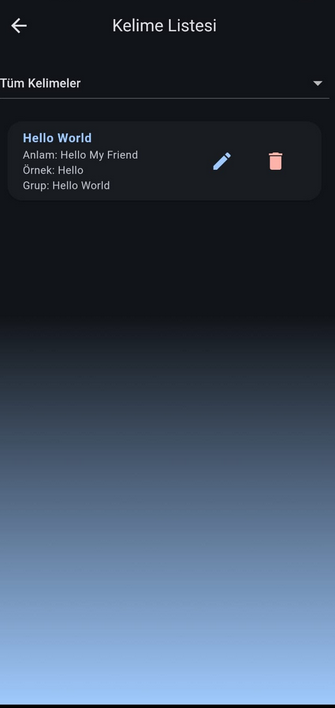 Kelime Listesi
Tüm Kelimeler
Hello World
Anlam: Hello My Friend
Örnek: Hello
Grup: Hello World